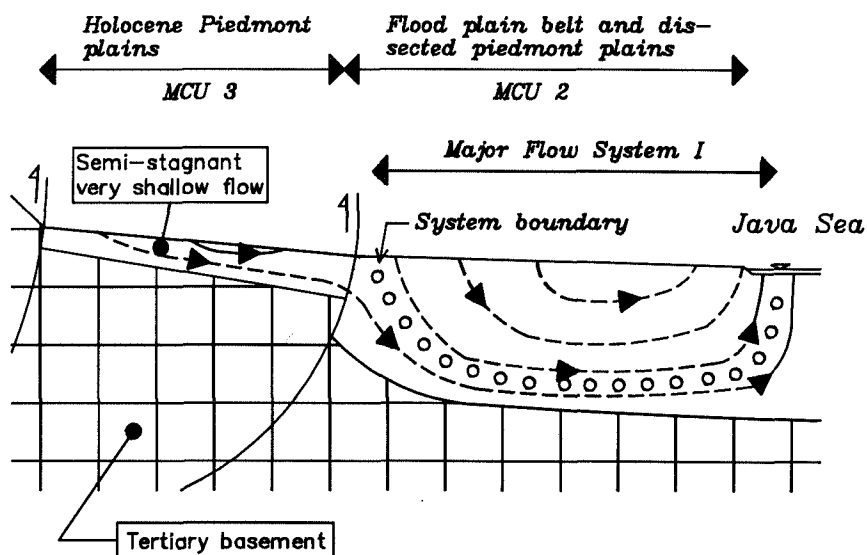 Holocene Piedmont
plains
Flood plain belt and dis-
sected piedmont plains
MCU 3
MCU 2
Major Flow System I
Semi-stagnant
very shallow flow
System boundary
Java Sea
Tertiary basement